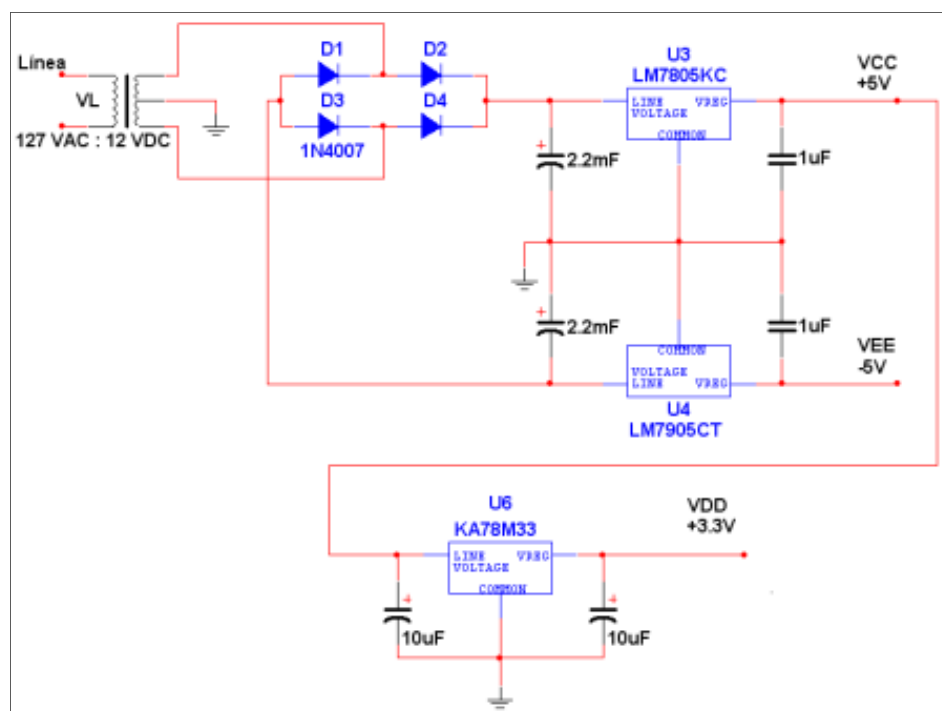 Línea
VL
127 VAC : 12 VDC
D1
D2
D3
D4
1N4007
U3
LM7805KC
LINE VREG
VOLTAGE
COMMON
VCC
+5V
+
2.2mF
1uF
+
2.2mF
1uF
COMMON
VOLTAGE
LINE VREG
U4
LM7905CT
VEE
-5V
U6
KA78M33
LINE VREG
VOLTAGE
COMMON
VDD
+3.3V
+
10uF
+
10uF